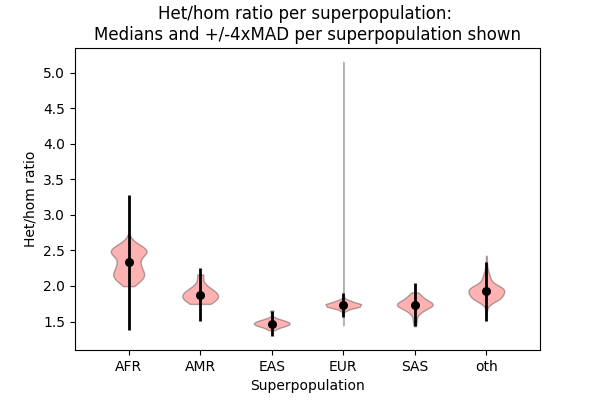 Het/hom ratio per superpopulation:
Medians and +/-4xMAD per superpopulation shown
5.0
4.5
4.0
3.5
3.0
2.5
2.0
1.5
Het/hom ratio
AFR AMR EAS EUR SAS oth
Superpopulation